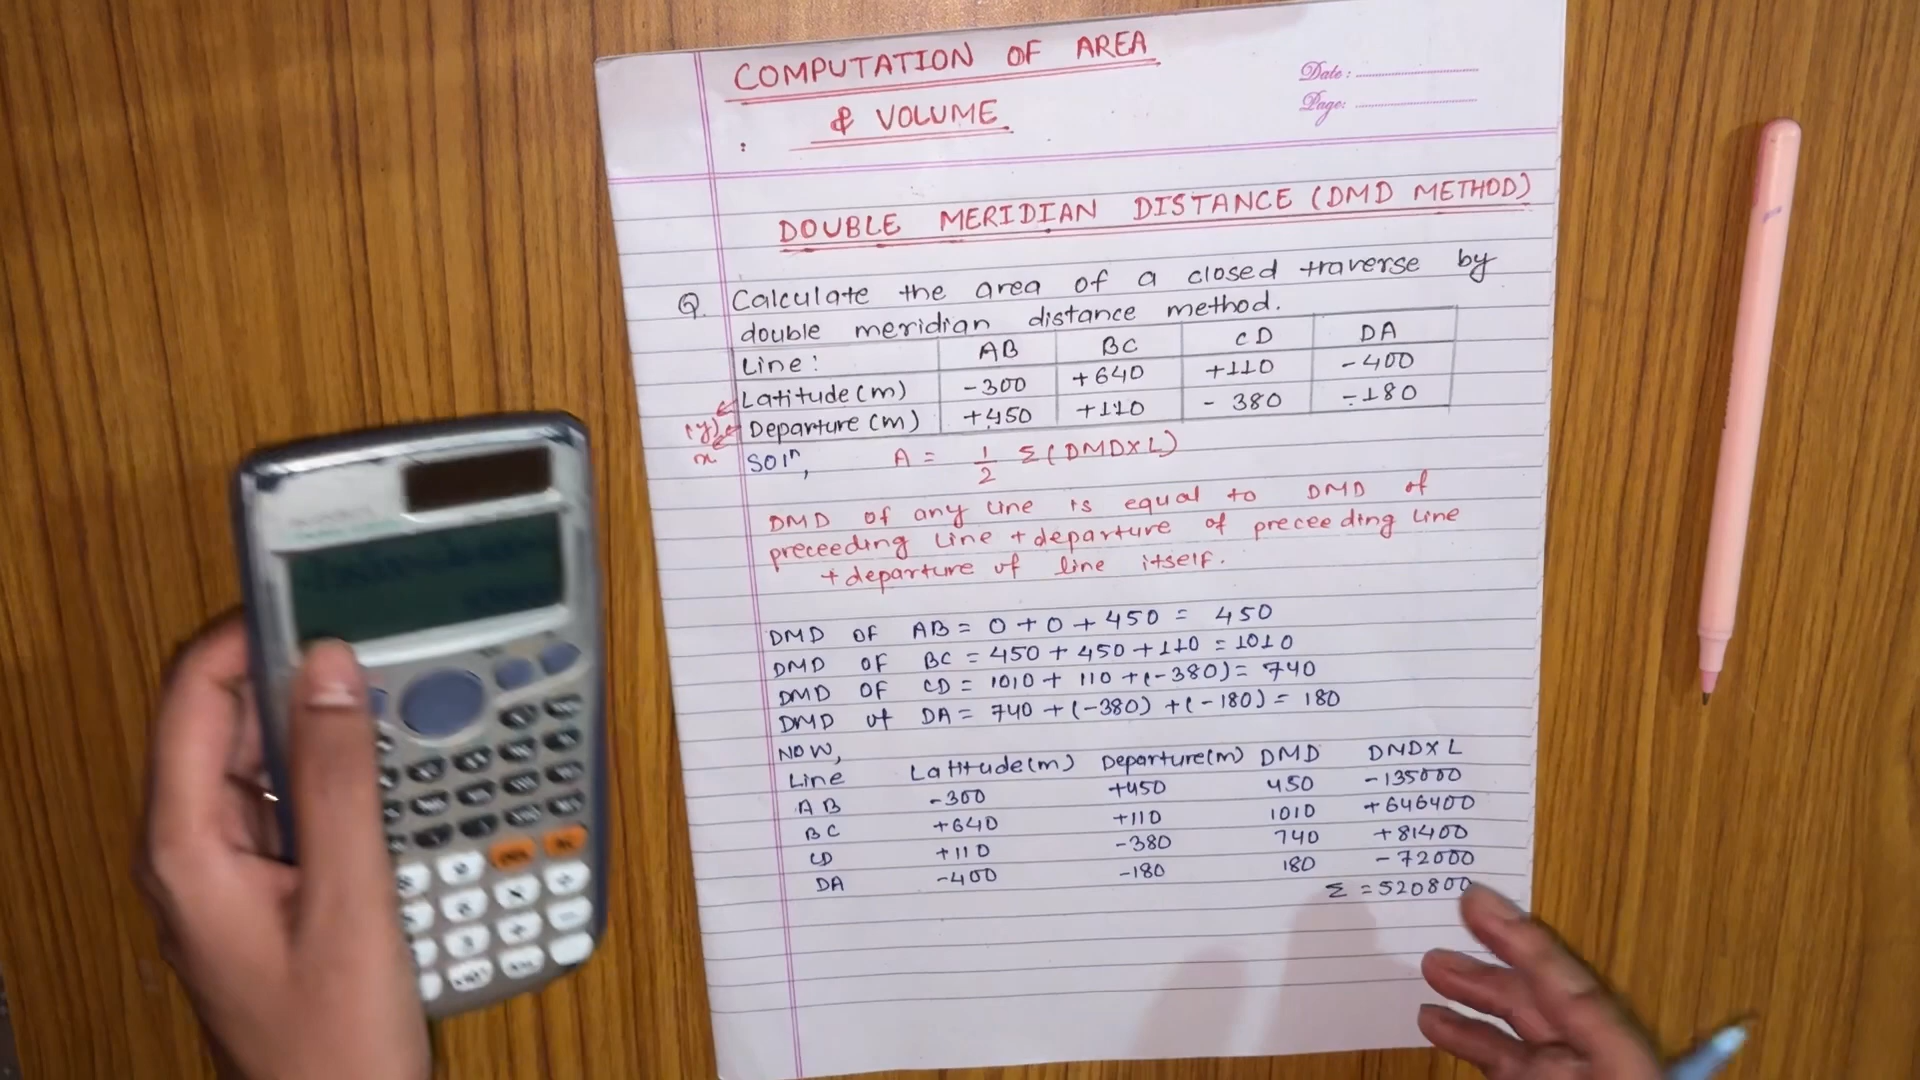 COMPUTATION OF AREA
& VOLUME
Date:
Page:
DOUBLE MERIDIAN DISTANCE (DMD METHOD)
Q. Calculate the area of a closed traverse by
double meridian distance method.
Line: AB BC CD DA
Latitude(m) -300 +640 +110 -400
(y) Departure (m) +450 +110 - 380 -180
x Solⁿ, A = 1/2 Σ(DMDXL)
DMD of any line is equal to DMD of
preceeding line + departure of preceeding line
+ departure of line itself.
DMD OF AB = 0 + 0 + 450 = 450
DMD OF BC = 450 + 450 + 110 = 1010
DMD OF CD = 1010 + 110 + (-380) = 740
DMD of DA = 740 + (-380) + (-180) = 180
NOW,
Line Latitude(m) Departure(m) DMD DMDXL
AB -300 +450 450 -135000
BC +640 +110 1010 +646400
CD +110 -380 740 +81400
DA -400 -180 180 -72000
Σ = 520800